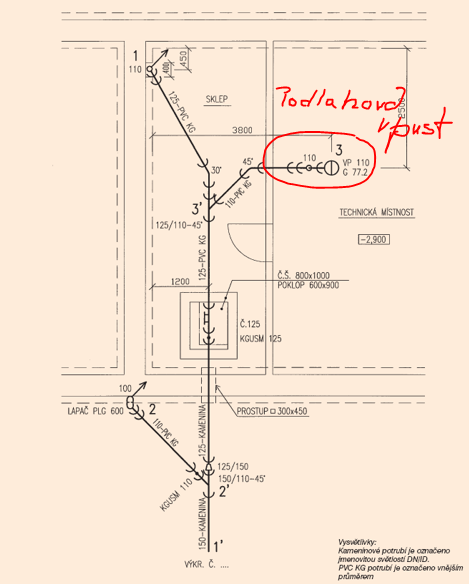 1
450
400
110
SKLEP
Podlahová
vpust
2500
125-PVC KG
3800
110
3
VP 110
G 77.2
45°
30°
110-PVC KG
3'
125/110-45°
TECHNICKÁ MÍSTNOST
-2,900
125-PVC KG
1200
Č.Š. 800x1000
POKLOP 600x900
Č.125
KGUSM 125
100
LAPAČ PLG 600
2
PROSTUP □ 300x450
110-PVC KG
125-KAMENINA
125/150
150/110-45°
KGUSM 110
2'
150-KAMENINA
1'
VÝKR. Č. ....
Vysvětlivky:
Kameninové potrubí je označeno
jmenovitou světlostí DN/ID.
PVC KG potrubí je označeno vnějším
průměrem